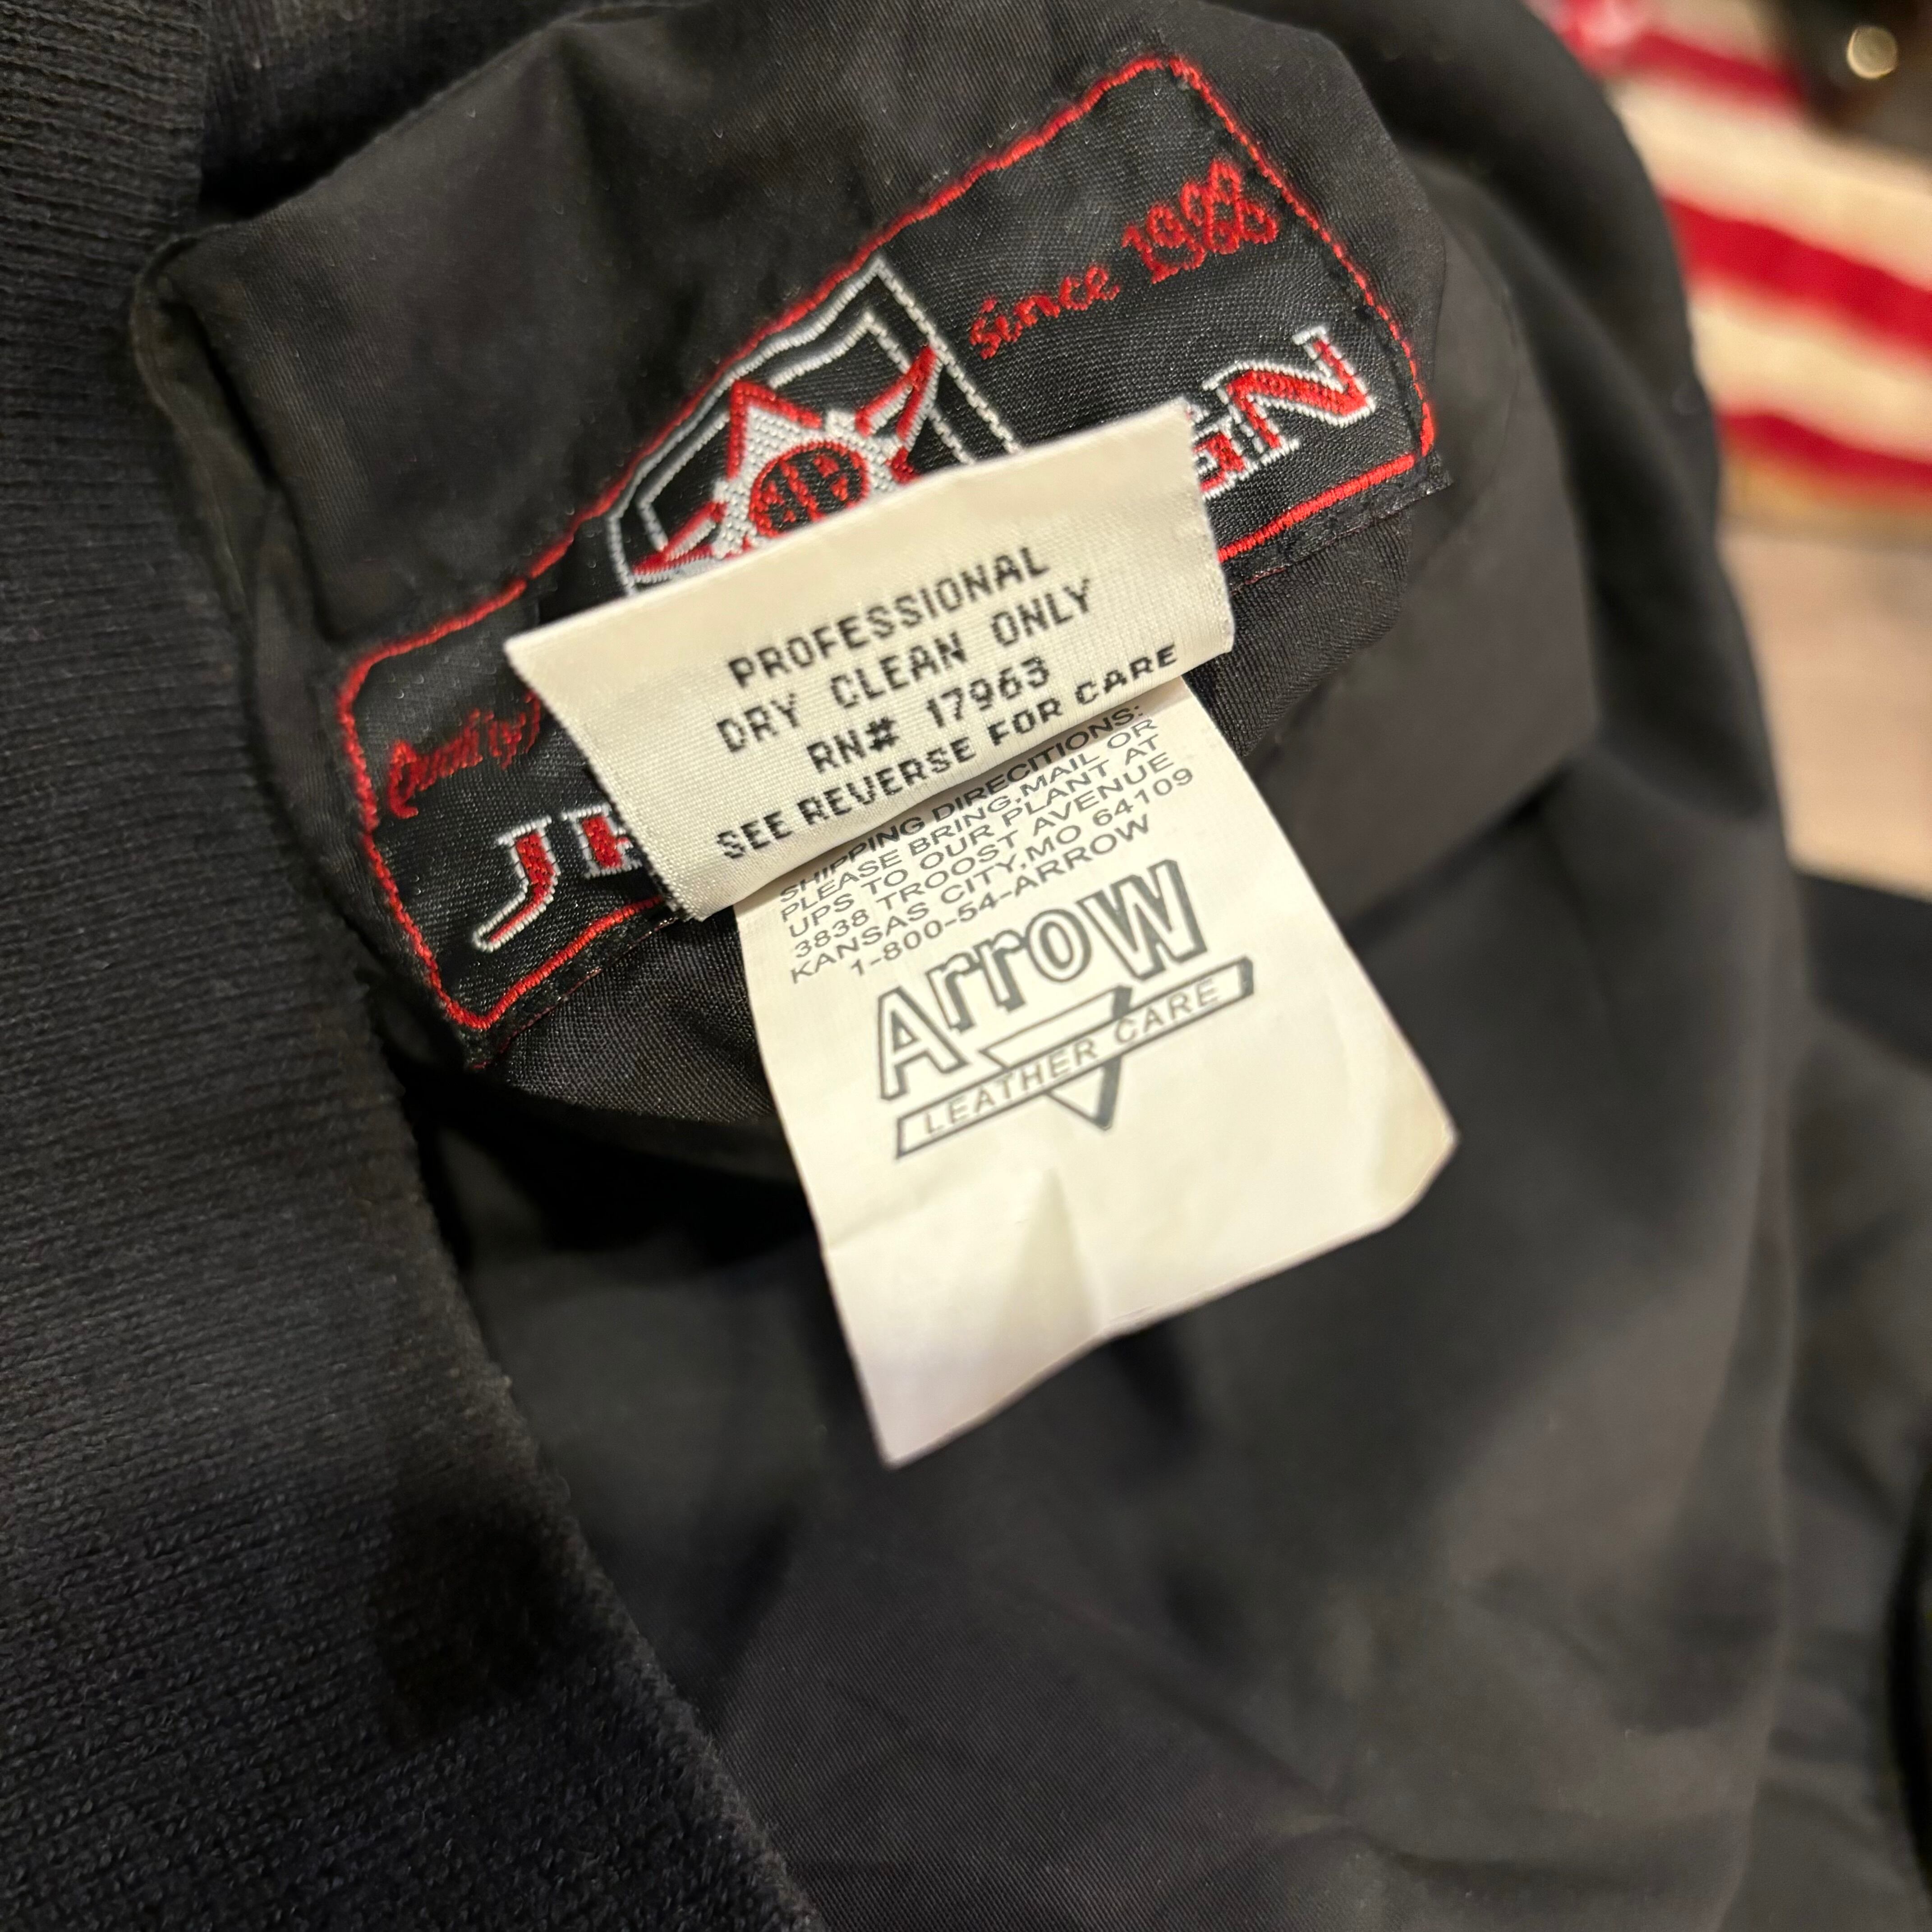 since 1966
Quality
PROFESSIONAL
DRY CLEAN ONLY
RN# 17963
SEE REVERSE FOR CARE
SHIPPING DIRECITIONS:
PLEASE BRING,MAIL OR
UPS TO OUR PLANT AT
3838 TROOST AVENUE
KANSAS CITY,MO 64109
1-800-54-ARROW
ArroW
LEATHER CARE